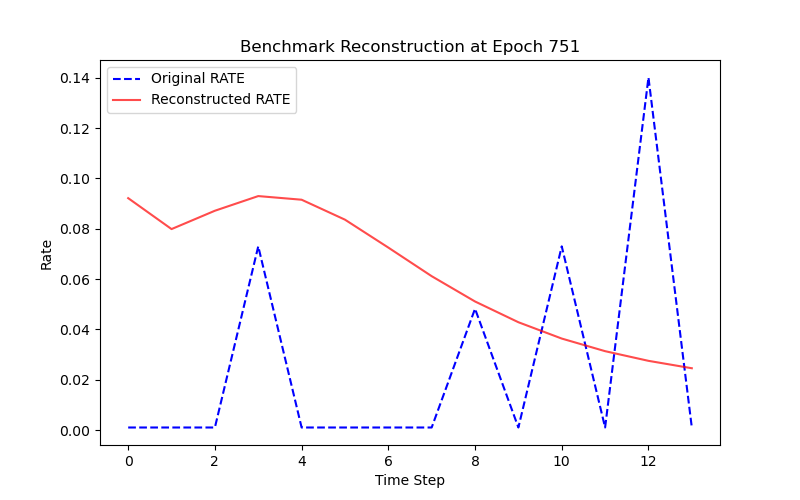 Benchmark Reconstruction at Epoch 751
Original RATE
Reconstructed RATE
0.14
0.12
0.10
0.08
0.06
0.04
0.02
0.00
Rate
0 2 4 6 8 10 12
Time Step